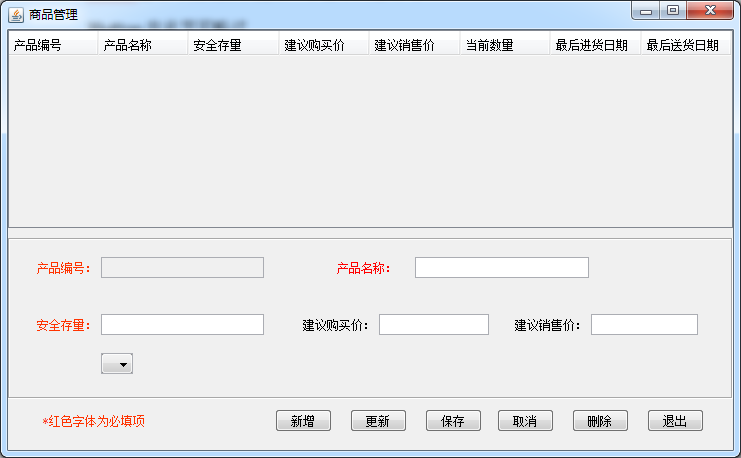 商品管理
产品编号 产品名称 安全存量 建议购买价 建议销售价 当前数量 最后进货日期 最后送货日期
产品编号： 产品名称：
安全存量： 建议购买价： 建议销售价：
*红色字体为必填项 新增 更新 保存 取消 删除 退出